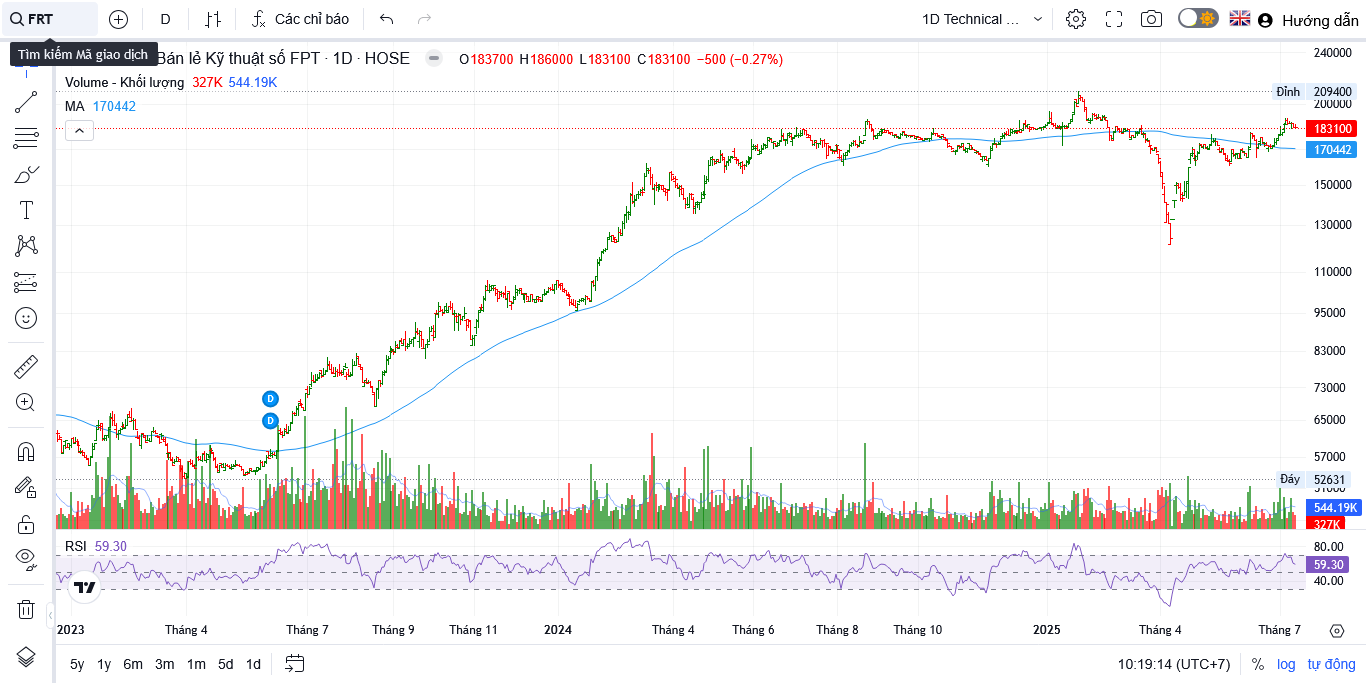 FRT D Các chỉ báo 1D Technical ... Hướng dẫn
Tìm kiếm Mã giao dịch
Bán lẻ Kỹ thuật số FPT · 1D · HOSE O183700 H186000 L183100 C183100 −500 (−0.27%)
Volume - Khối lượng 327K 544.19K
MA 170442
240000
Đỉnh 209400
200000
183100
170442
150000
130000
110000
95000
83000
73000
65000
57000
Đáy 52631
51000
544.19K
327K
D
D
RSI 59.30
80.00
59.30
40.00
2023 Tháng 4 Tháng 7 Tháng 9 Tháng 11 2024 Tháng 4 Tháng 6 Tháng 8 Tháng 10 2025 Tháng 4 Tháng 7
5y 1y 6m 3m 1m 5d 1d 10:19:14 (UTC+7) % log tự động